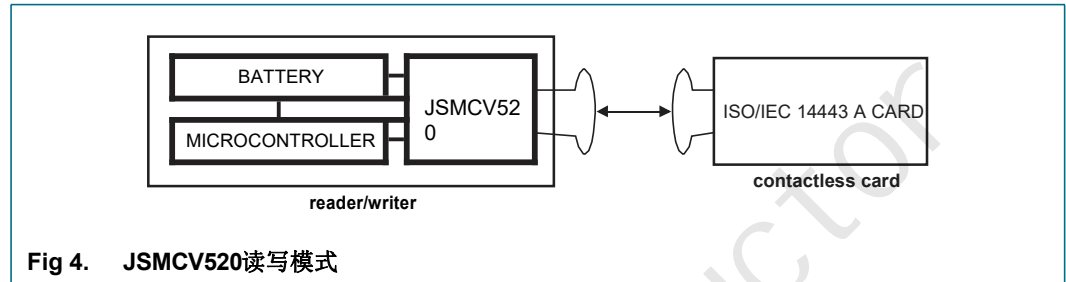 BATTERY
MICROCONTROLLER
JSMCV52
0
ISO/IEC 14443 A CARD
reader/writer
contactless card
Fig 4. JSMCV520读写模式